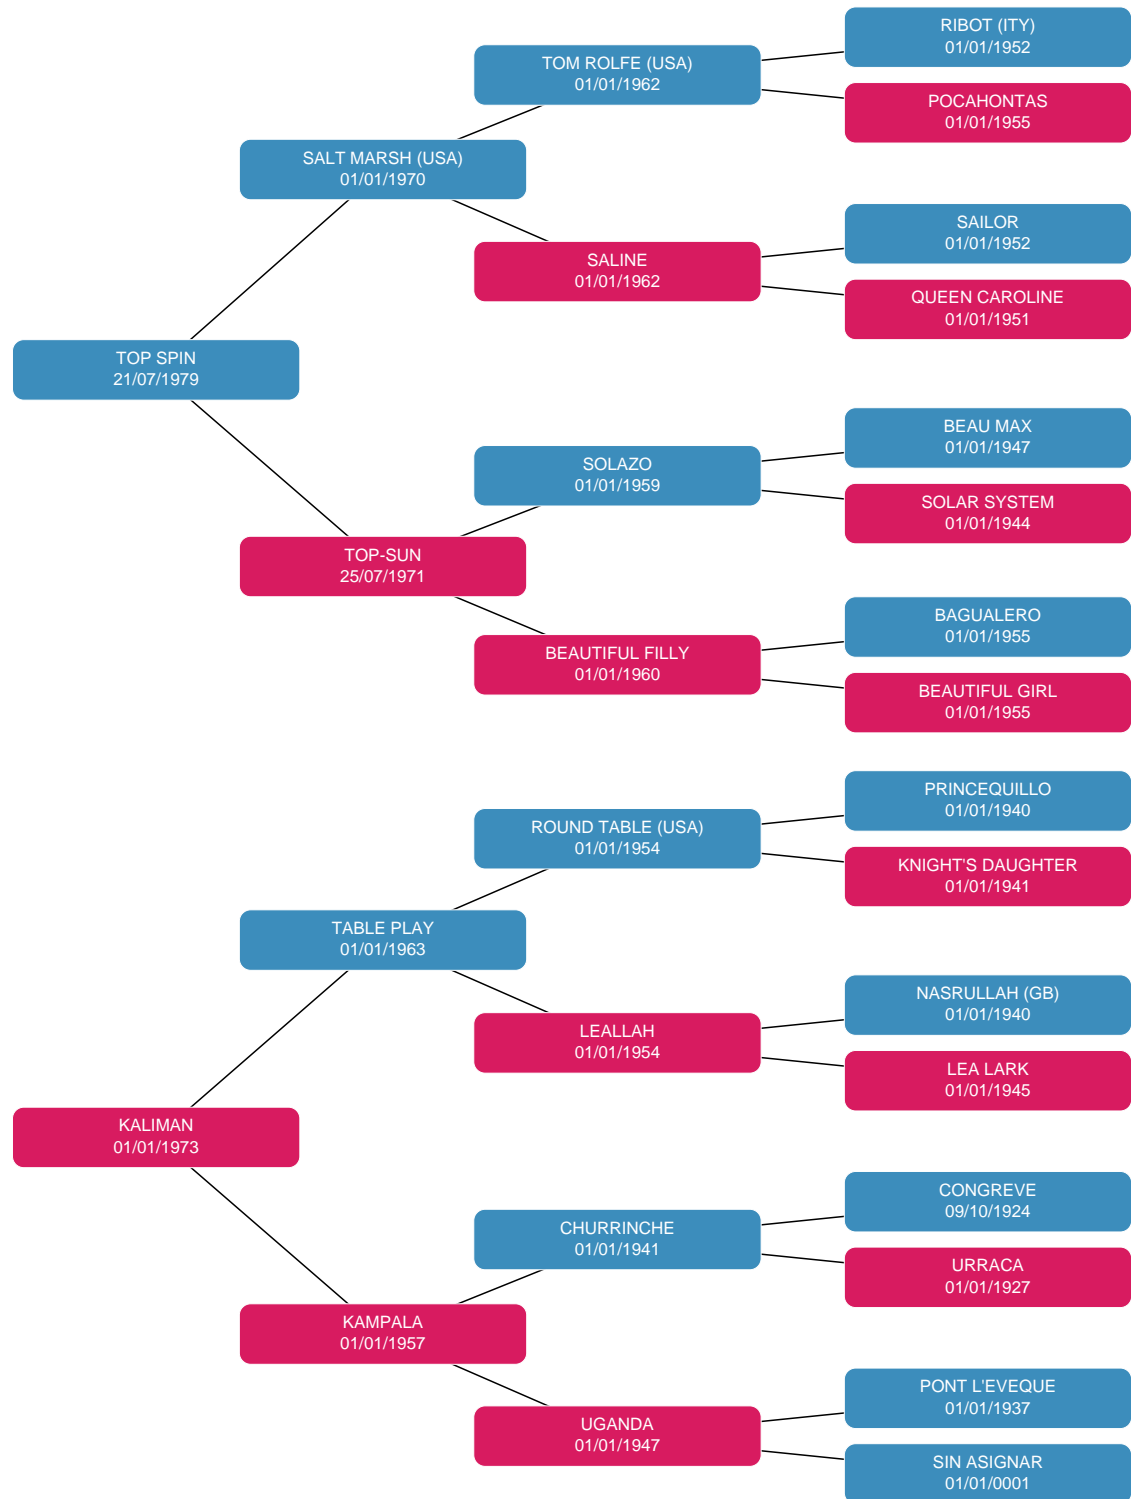 RIBOT (ITY)
01/01/1952
TOM ROLFE (USA)
01/01/1962
POCAHONTAS
01/01/1955
SALT MARSH (USA)
01/01/1970
SAILOR
01/01/1952
SALINE
01/01/1962
QUEEN CAROLINE
01/01/1951
TOP SPIN
21/07/1979
BEAU MAX
01/01/1947
SOLAZO
01/01/1959
SOLAR SYSTEM
01/01/1944
TOP-SUN
25/07/1971
BAGUALERO
01/01/1955
BEAUTIFUL FILLY
01/01/1960
BEAUTIFUL GIRL
01/01/1955
PRINCEQUILLO
01/01/1940
ROUND TABLE (USA)
01/01/1954
KNIGHT'S DAUGHTER
01/01/1941
TABLE PLAY
01/01/1963
NASRULLAH (GB)
01/01/1940
LEALLAH
01/01/1954
LEA LARK
01/01/1945
KALIMAN
01/01/1973
CONGREVE
09/10/1924
CHURRINCHE
01/01/1941
URRACA
01/01/1927
KAMPALA
01/01/1957
PONT L'EVEQUE
01/01/1937
UGANDA
01/01/1947
SIN ASIGNAR
01/01/0001